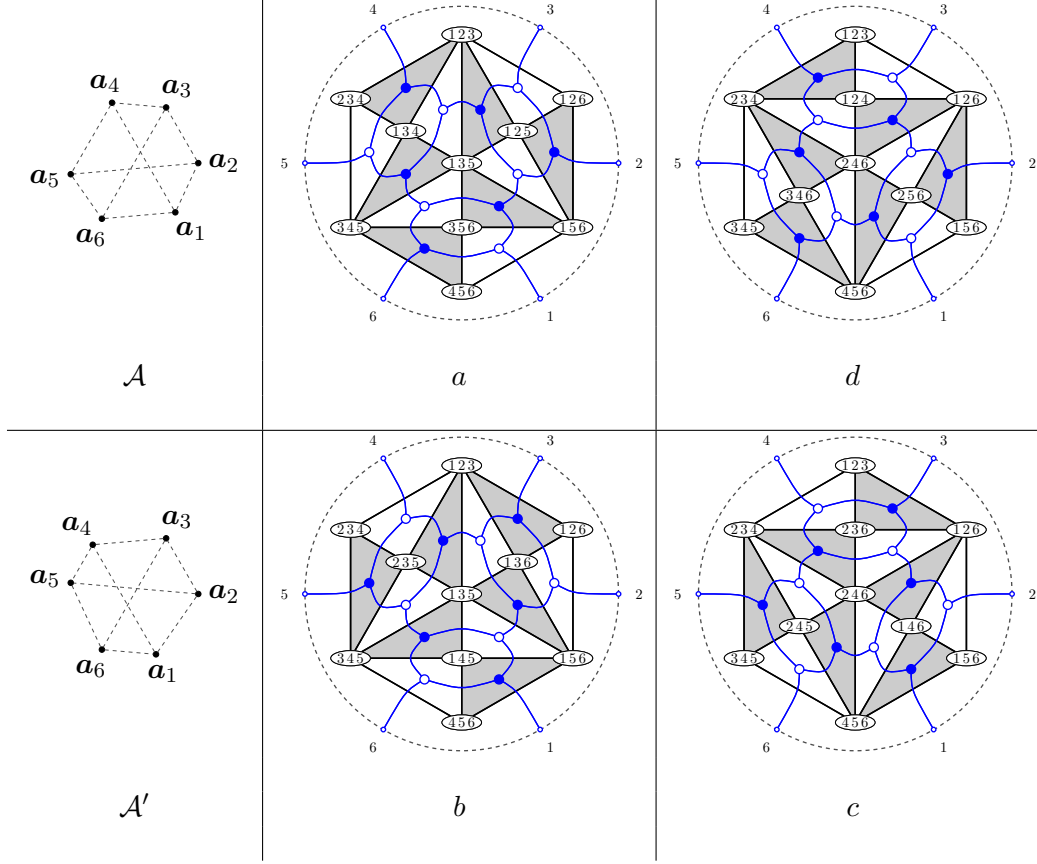 a₄ a₃
a₂
a₅
a₆ a₁
𝒜
4 3
123
234 126
134 125
5 135 2
345 356 156
456
6 1
a
4 3
123
234 124 126
5 246 2
346 256
345 156
456
6 1
d
a₄ a₃
a₅ a₂
a₆ a₁
𝒜′
4 3
123
234 126
235 136
5 135 2
345 145 156
456
6 1
b
4 3
123
234 236 126
5 246 2
245 146
345 156
456
6 1
c